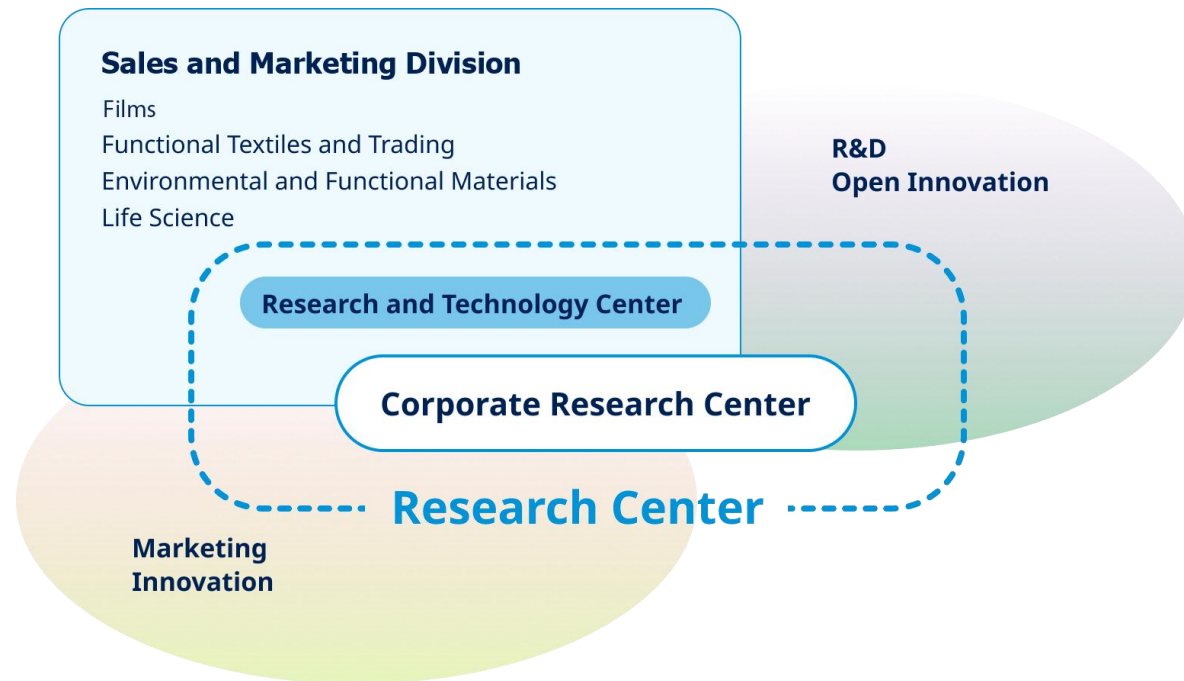 Sales and Marketing Division
Films
Functional Textiles and Trading
Environmental and Functional Materials
Life Science
R&D
Open Innovation
Research and Technology Center
Corporate Research Center
Research Center
Marketing
Innovation